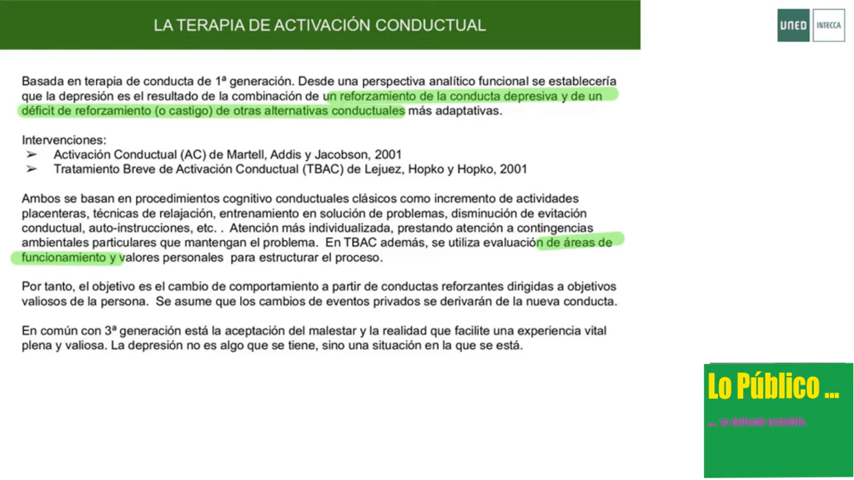 LA TERAPIA DE ACTIVACIÓN CONDUCTUAL
UNED INTECCA
Basada en terapia de conducta de 1ª generación. Desde una perspectiva analítico funcional se establecería
que la depresión es el resultado de la combinación de un reforzamiento de la conducta depresiva y de un
déficit de reforzamiento (o castigo) de otras alternativas conductuales más adaptativas.
Intervenciones:
➢ Activación Conductual (AC) de Martell, Addis y Jacobson, 2001
➢ Tratamiento Breve de Activación Conductual (TBAC) de Lejuez, Hopko y Hopko, 2001
Ambos se basan en procedimientos cognitivo conductuales clásicos como incremento de actividades
placenteras, técnicas de relajación, entrenamiento en solución de problemas, disminución de evitación
conductual, auto-instrucciones, etc. . Atención más individualizada, prestando atención a contingencias
ambientales particulares que mantengan el problema. En TBAC además, se utiliza evaluación de áreas de
funcionamiento y valores personales para estructurar el proceso.
Por tanto, el objetivo es el cambio de comportamiento a partir de conductas reforzantes dirigidas a objetivos
valiosos de la persona. Se asume que los cambios de eventos privados se derivarán de la nueva conducta.
En común con 3ª generación está la aceptación del malestar y la realidad que facilite una experiencia vital
plena y valiosa. La depresión no es algo que se tiene, sino una situación en la que se está.
Lo Público ...